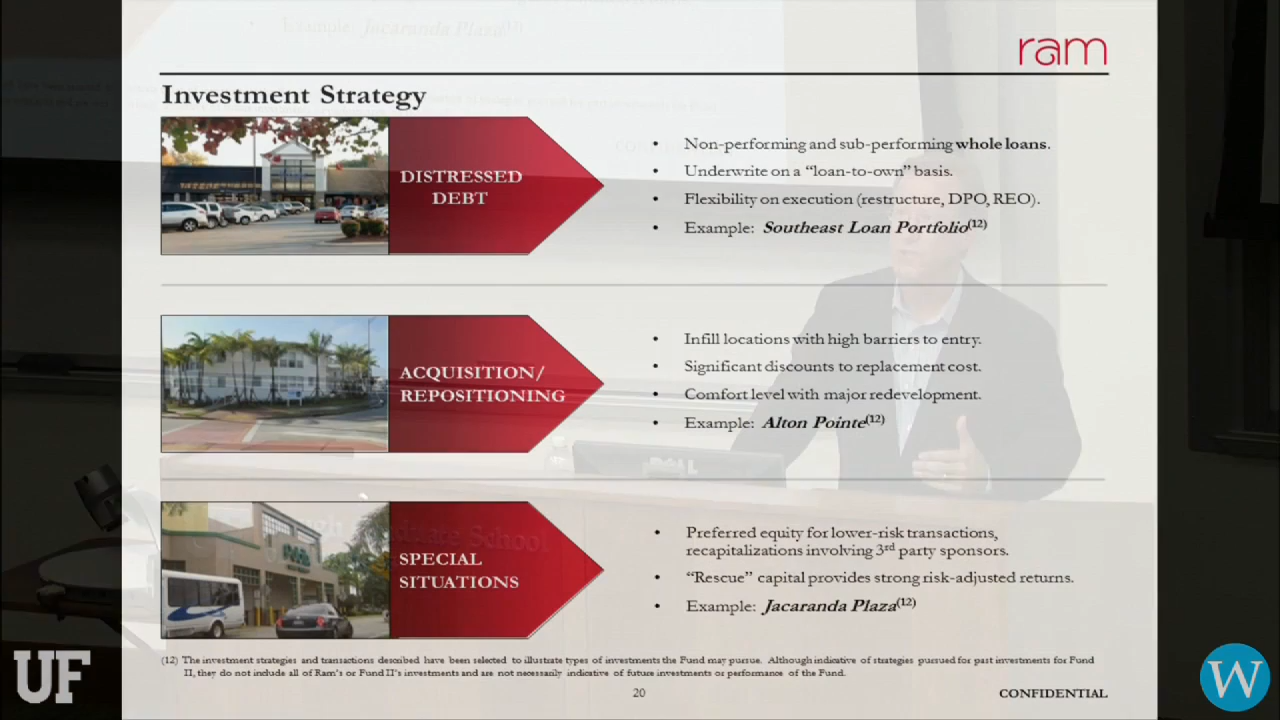 ram
Investment Strategy
DISTRESSED
DEBT
• Non-performing and sub-performing whole loans.
• Underwrite on a “loan-to-own” basis.
• Flexibility on execution (restructure, DPO, REO).
• Example: Southeast Loan Portfolio(12)
ACQUISITION/
REPOSITIONING
• Infill locations with high barriers to entry.
• Significant discounts to replacement cost.
• Comfort level with major redevelopment.
• Example: Alton Pointe(12)
SPECIAL
SITUATIONS
• Preferred equity for lower-risk transactions,
recapitalizations involving 3rd party sponsors.
• “Rescue” capital provides strong risk-adjusted returns.
• Example: Jacaranda Plaza(12)
(12) The investment strategies and transactions described have been selected to illustrate types of investments the Fund may pursue. Although indicative of strategies pursued for past investments for Fund
II, they do not include all of Ram’s or Fund II’s investments and are not necessarily indicative of future investments or performance of the Fund.
20
CONFIDENTIAL
UF
W